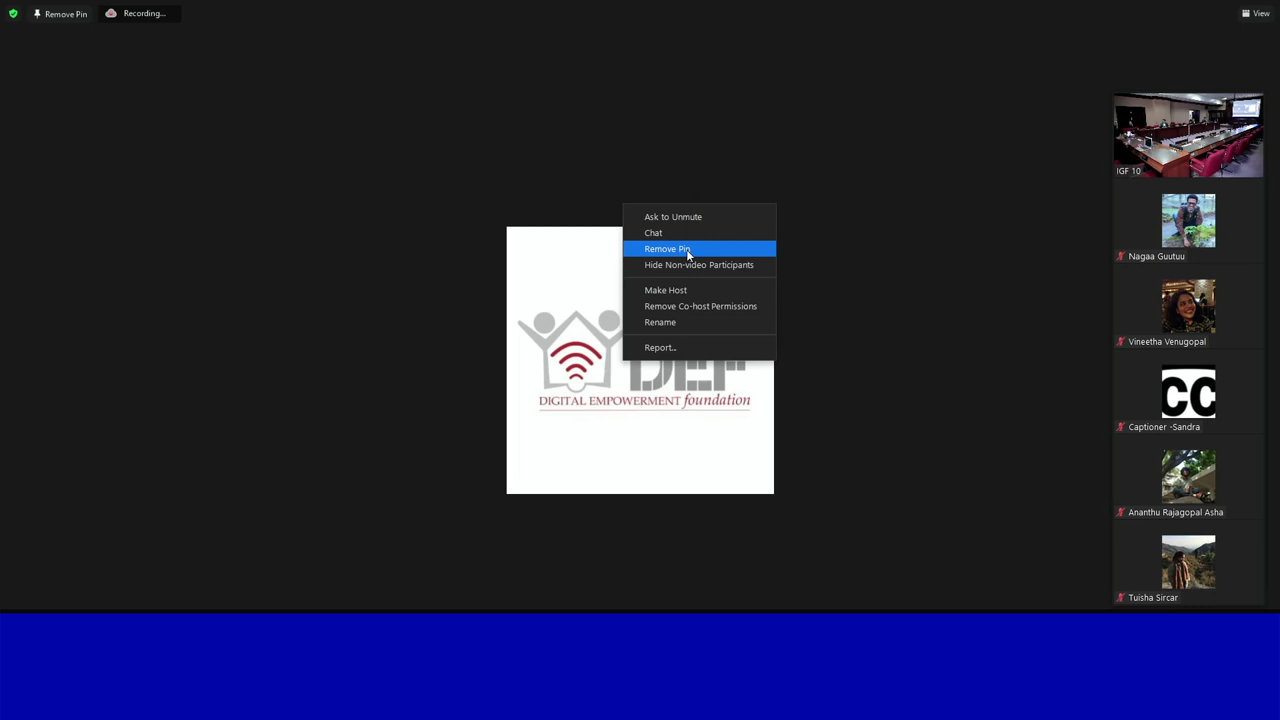 Remove Pin
Recording...
View
IGF 10
Nagaa Guutuu
Vineetha Venugopal
CC
Captioner -Sandra
Ananthu Rajagopal Asha
Tuisha Sircar
Ask to Unmute
Chat
Remove Pin
Hide Non-video Participants
Make Host
Remove Co-host Permissions
Rename
Report...
DEF
DIGITAL EMPOWERMENT foundation